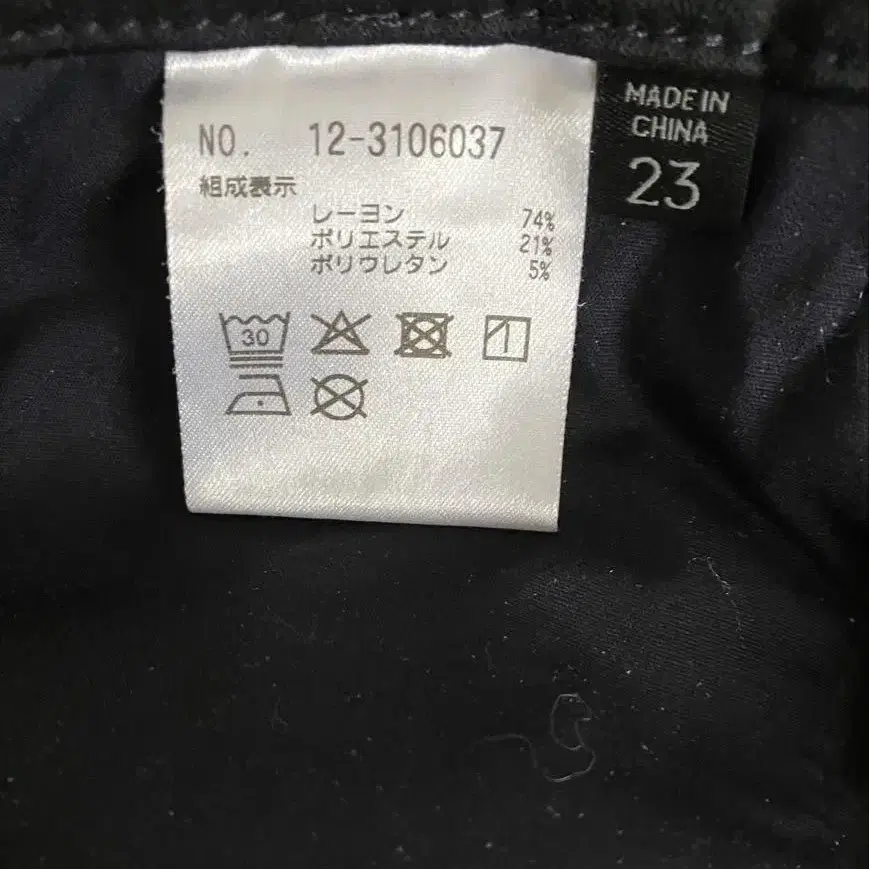 NO. 12-3106037
組成表示
レーヨン 74%
ポリエステル 21%
ポリウレタン 5%
30
MADE IN
CHINA
23